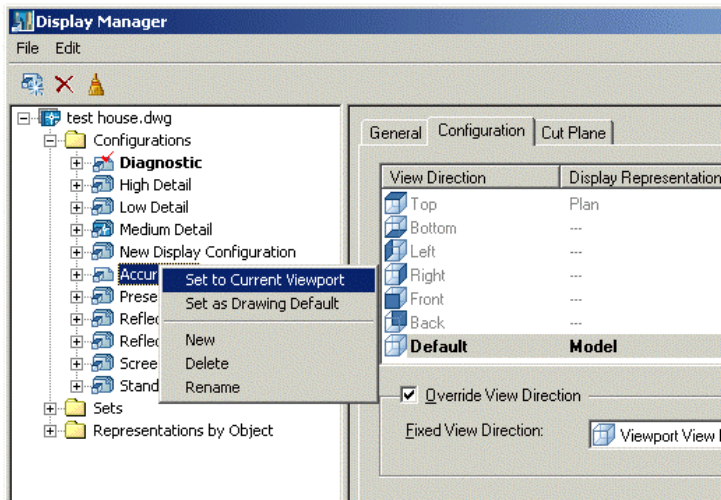 Display Manager
File Edit
test house.dwg
Configurations
Diagnostic
High Detail
Low Detail
Medium Detail
New Display Configuration
Accur
Prese
Reflec
Reflec
Scree
Stand
Sets
Representations by Object
Set to Current Viewport
Set as Drawing Default
New
Delete
Rename
General Configuration Cut Plane
View Direction Display Representation
Top Plan
Bottom ---
Left ---
Right ---
Front ---
Back ---
Default Model
Override View Direction
Fixed View Direction: Viewport View